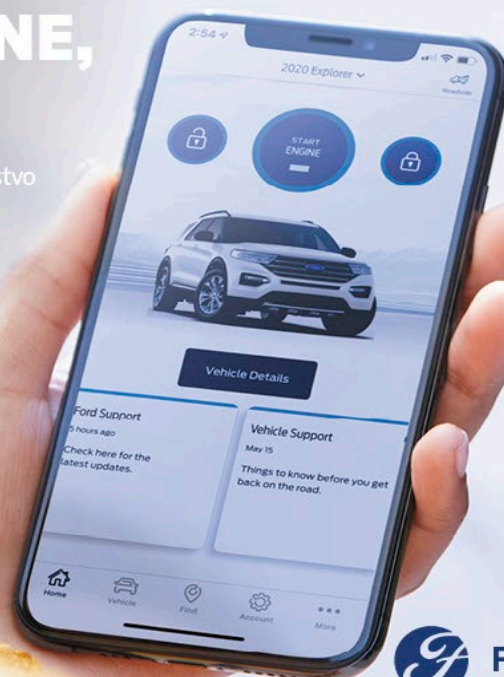 NE,
stvo
2:54
2020 Explorer
Roadside
START
ENGINE
Vehicle Details
Ford Support
5 hours ago
Check here for the
latest updates.
Vehicle Support
May 15
Things to know before you get
back on the road.
Home
Vehicle
Find
Account
More
F